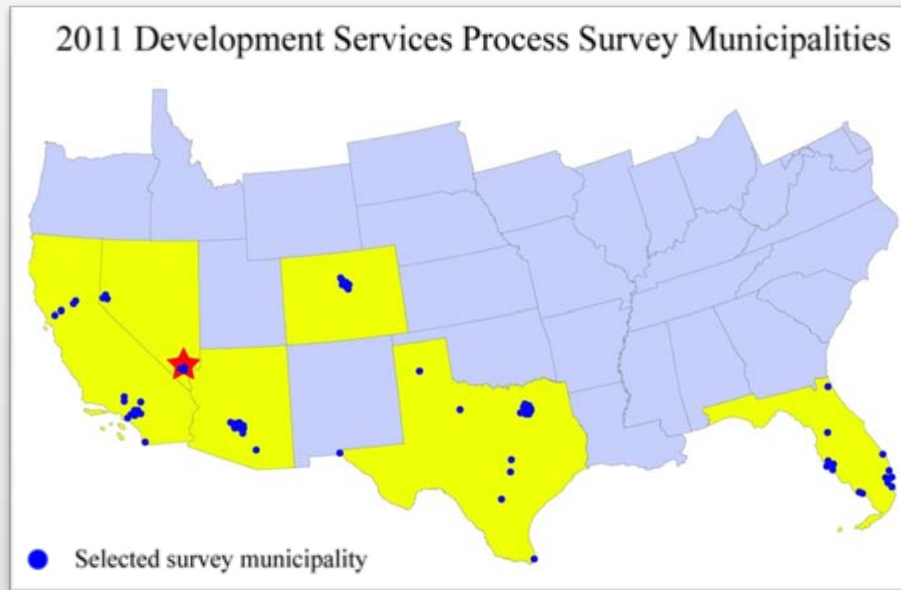 2011 Development Services Process Survey Municipalities
Selected survey municipality